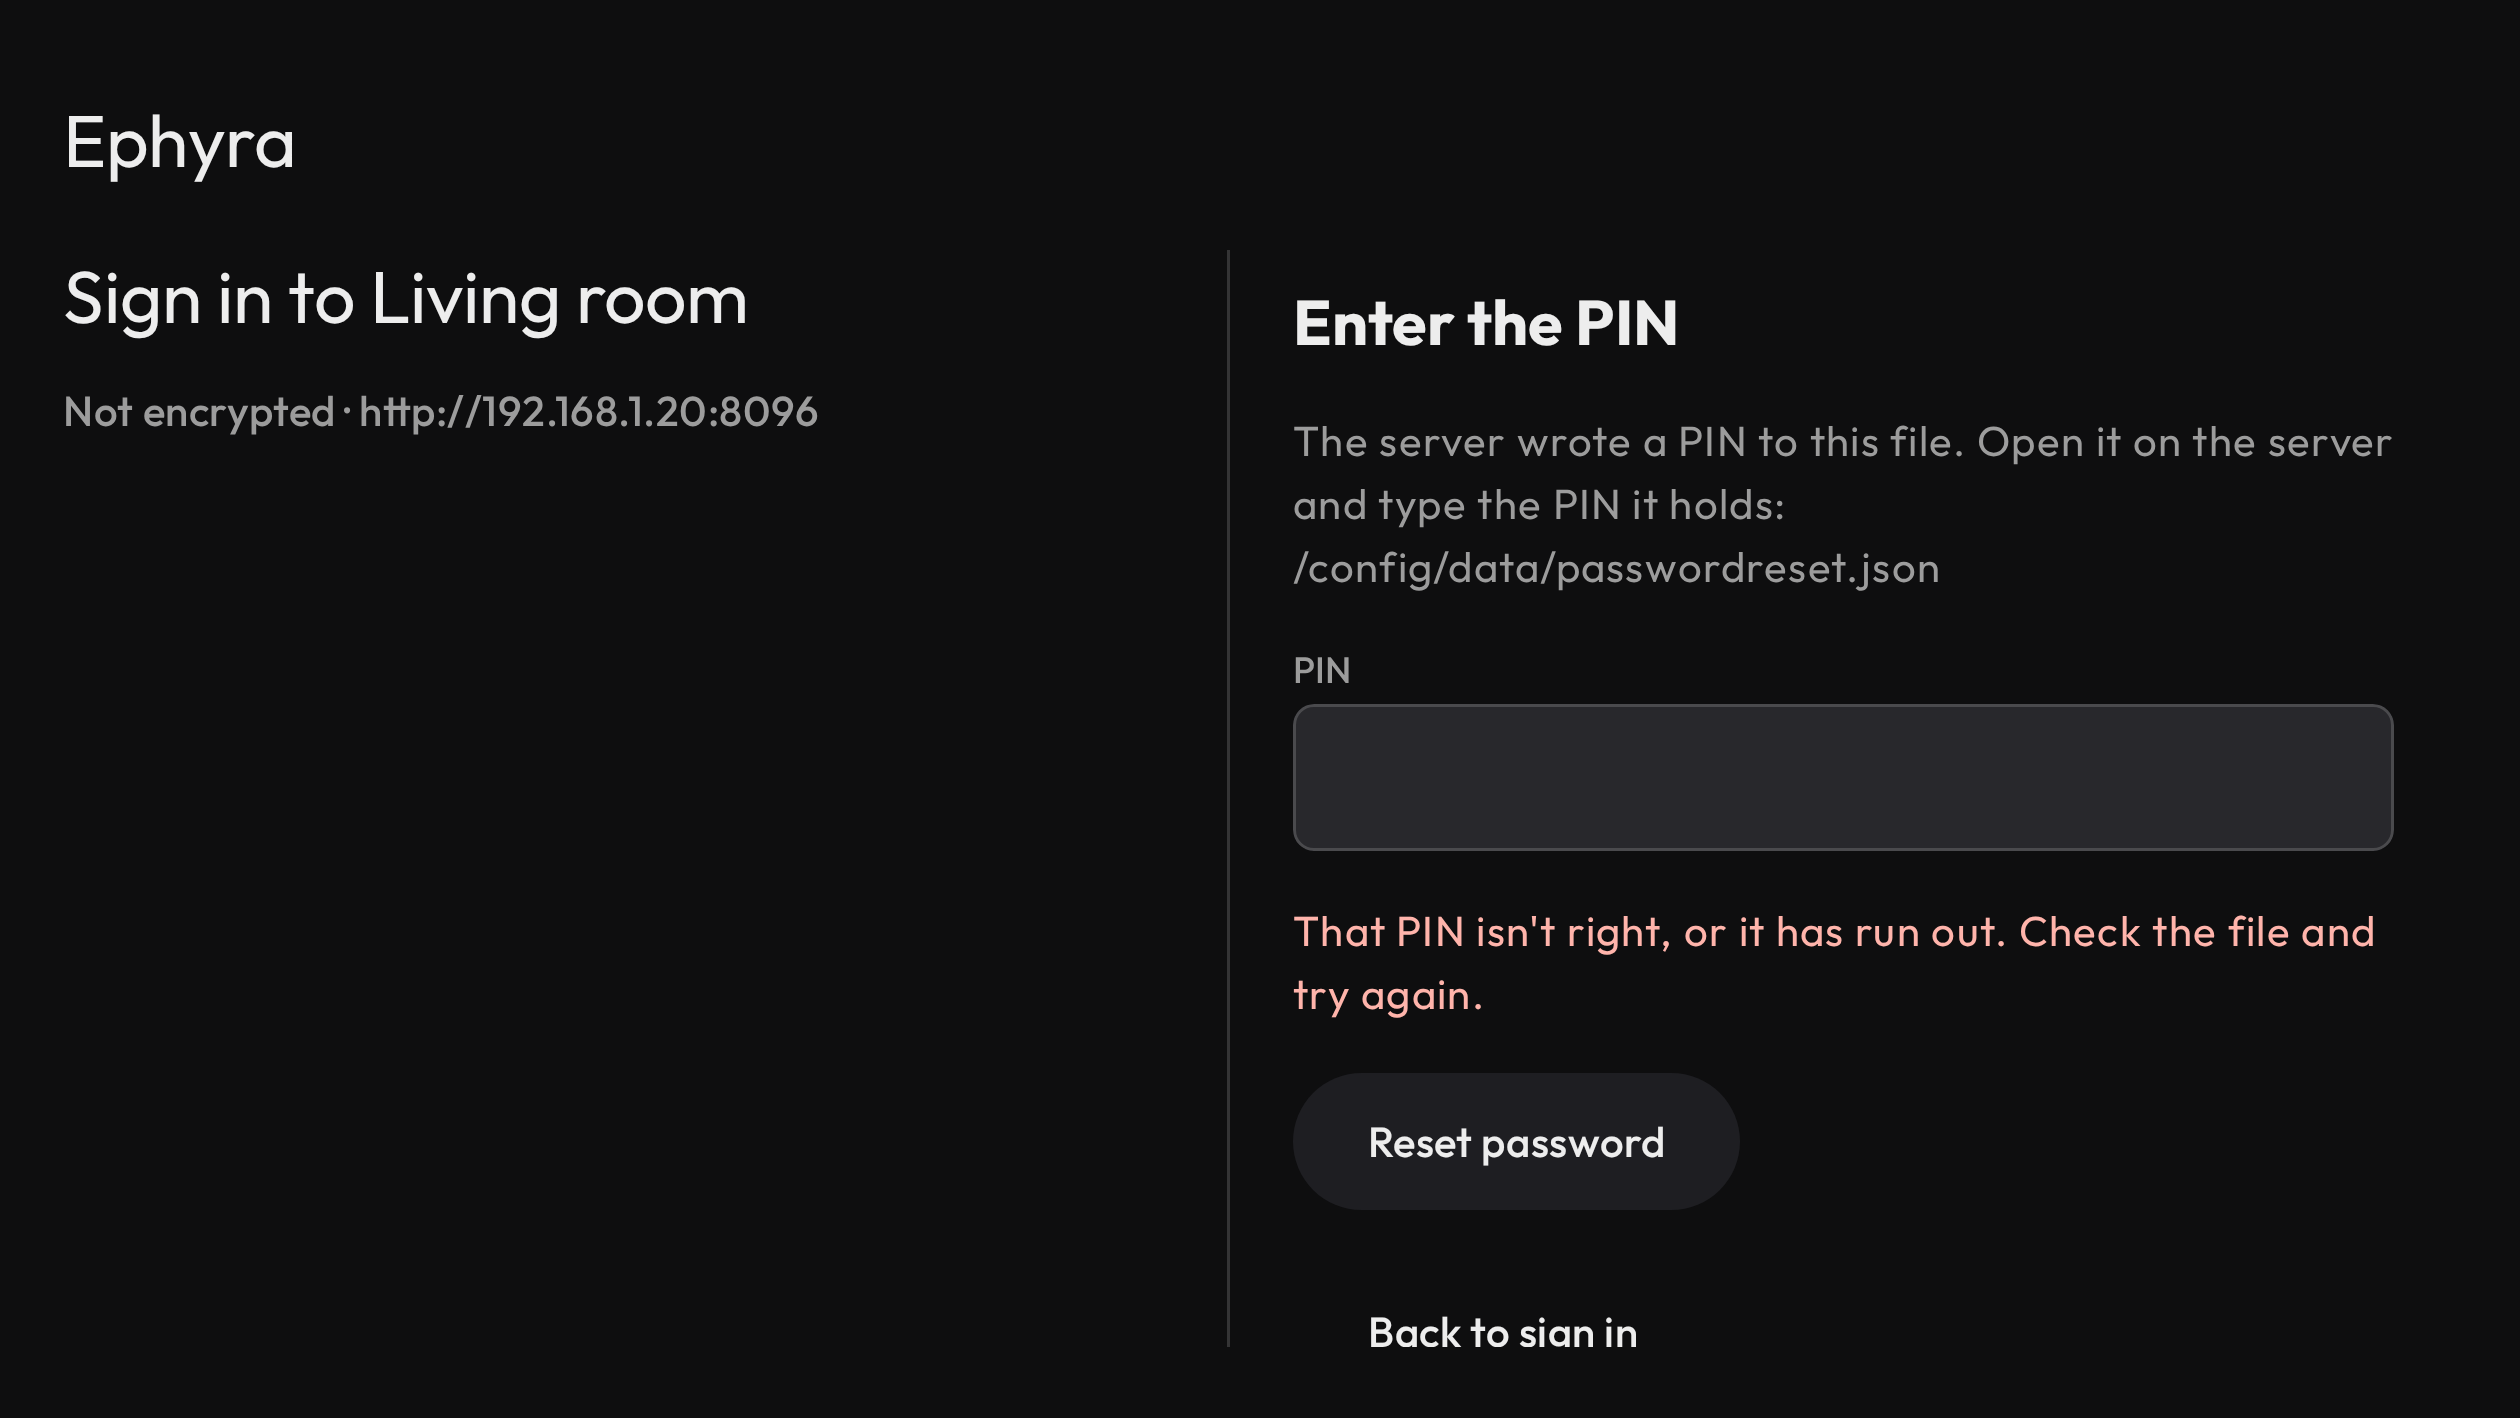 Ephyra
Sign in to Living room
Not encrypted · http://192.168.1.20:8096
Enter the PIN
The server wrote a PIN to this file. Open it on the server
and type the PIN it holds:
/config/data/passwordreset.json
PIN
That PIN isn't right, or it has run out. Check the file and
try again.
Reset password
Back to sign in